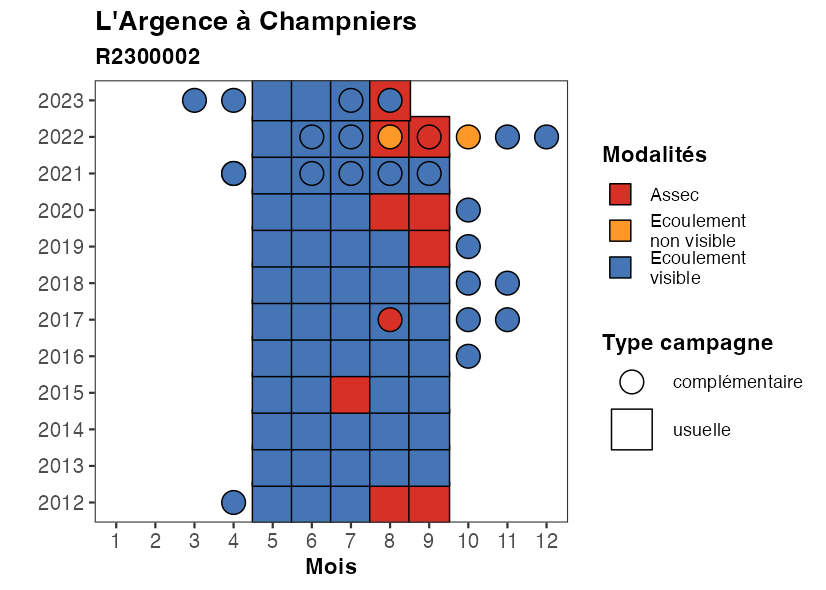 L'Argence à Champniers
R2300002
2023
2022
2021
2020
2019
2018
2017
2016
2015
2014
2013
2012
1 2 3 4 5 6 7 8 9 10 11 12
Mois
Modalités
Assec
Ecoulement
non visible
Ecoulement
visible
Type campagne
complémentaire
usuelle